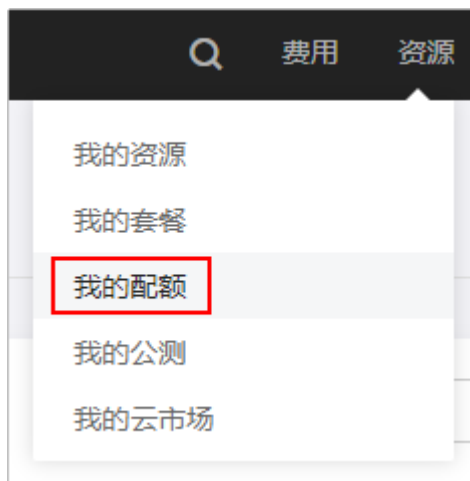 费用 资源
我的资源
我的套餐
我的配额
我的公测
我的云市场